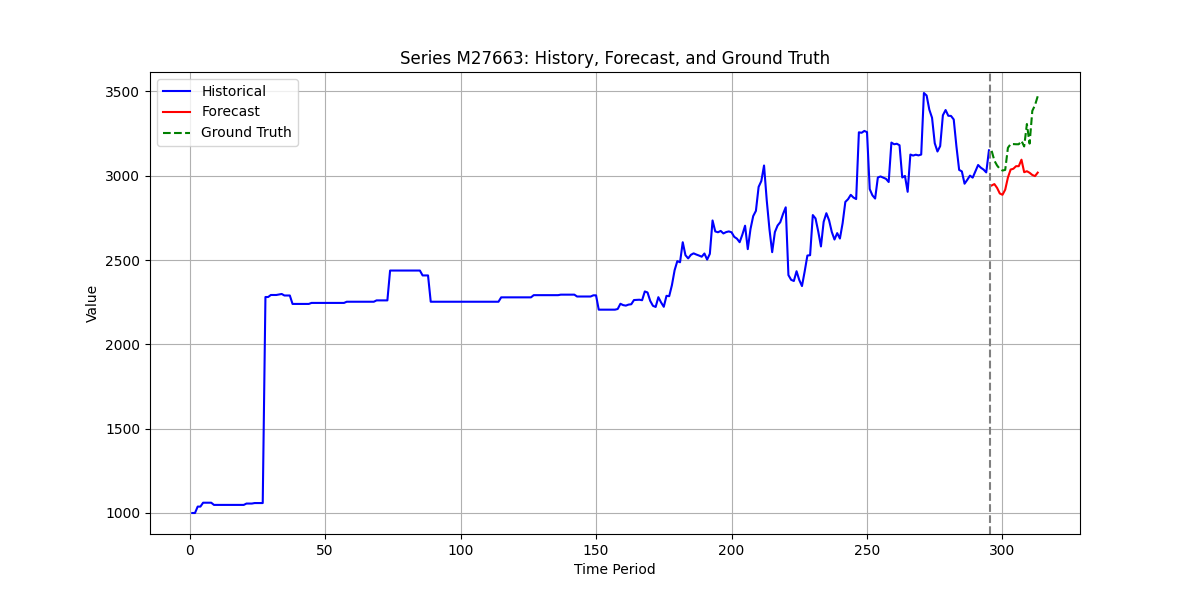 Series M27663: History, Forecast, and Ground Truth
Historical
Forecast
Ground Truth
3500
3000
2500
2000
1500
1000
Value
0 50 100 150 200 250 300
Time Period